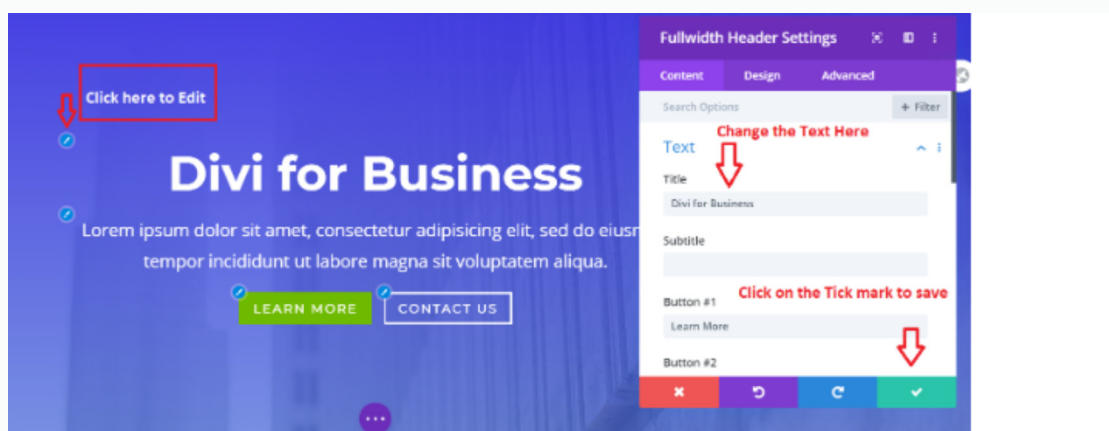 Click here to Edit
Divi for Business
Lorem ipsum dolor sit amet, consectetur adipisicing elit, sed do eiusr
tempor incididunt ut labore magna sit voluptatem aliqua.
LEARN MORE
CONTACT US
Fullwidth Header Settings
Content Design Advanced
Search Options + Filter
Change the Text Here
Text
Title
Divi for Business
Subtitle
Click on the Tick mark to save
Button #1
Learn More
Button #2